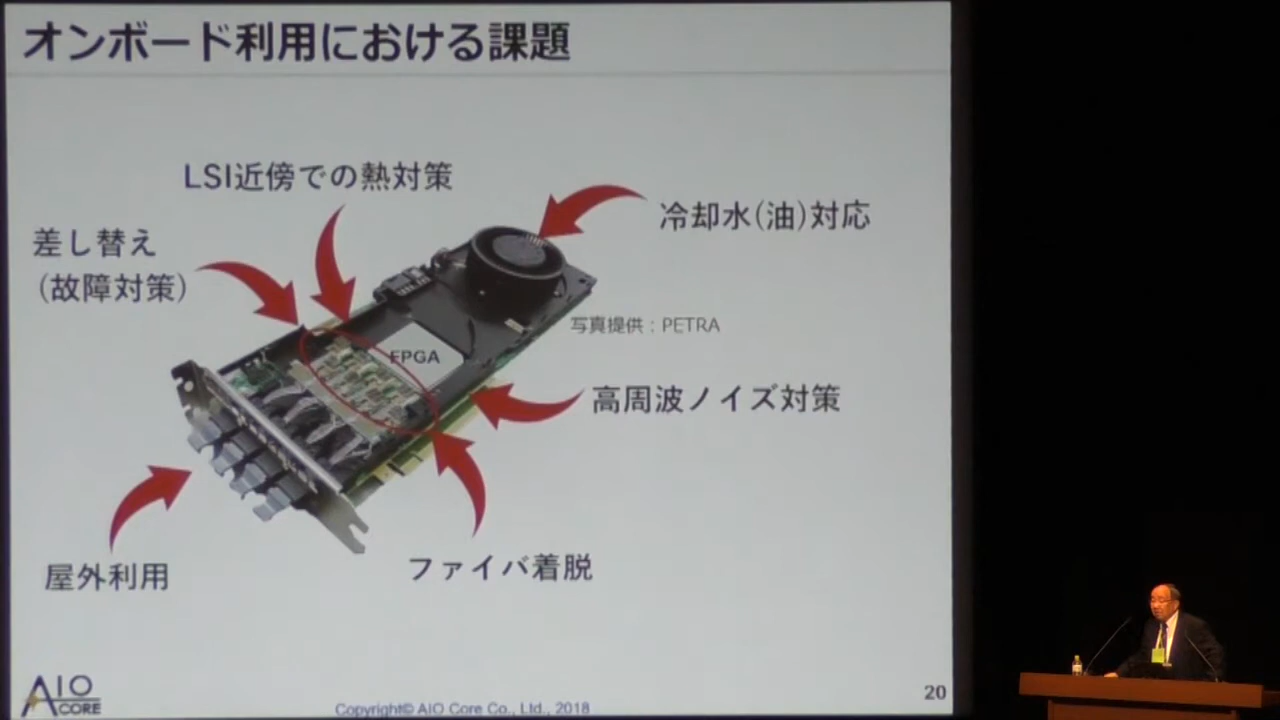 オンボード利用における課題
LSI近傍での熱対策
冷却水(油)対応
差し替え
(故障対策)
写真提供：PETRA
FPGA
高周波ノイズ対策
屋外利用
ファイバ着脱
AIO
CORE
Copyright© AIO Core Co., Ltd., 2018
20